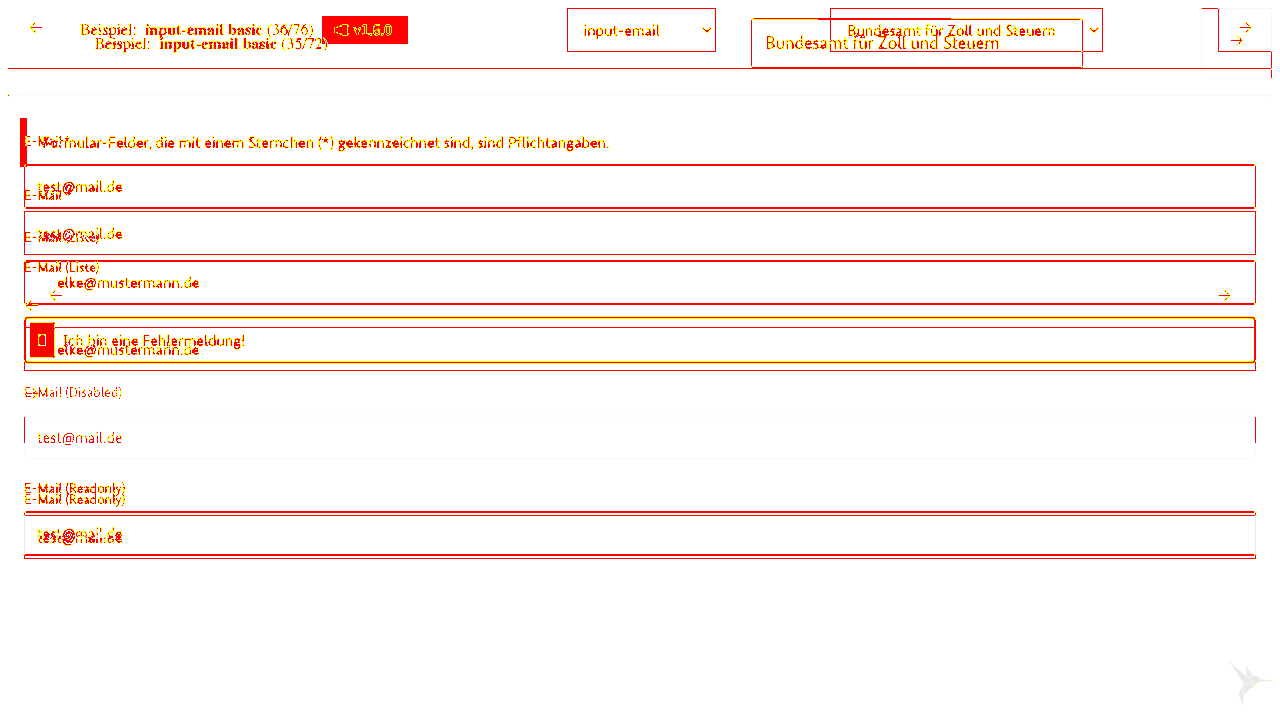 Beispiel: input-email basic (36/76) v1.6.0 input-email Bundesamt für Zoll und Steuern
Beispiel: input-email basic (35/72) Bundesamt für Zoll und Steuern
E-Mail
Formular-Felder, die mit einem Sternchen (*) gekennzeichnet sind, sind Pflichtangaben.
test@mail.de
E-Mail *
test@mail.de
E-Mail (Liste)
E-Mail (Liste)
elke@mustermann.de
Ich bin eine Fehlermeldung!
elke@mustermann.de
E-Mail (Disabled)
test@mail.de
E-Mail (Readonly)
E-Mail (Readonly)
test@mail.de
test@mail.de